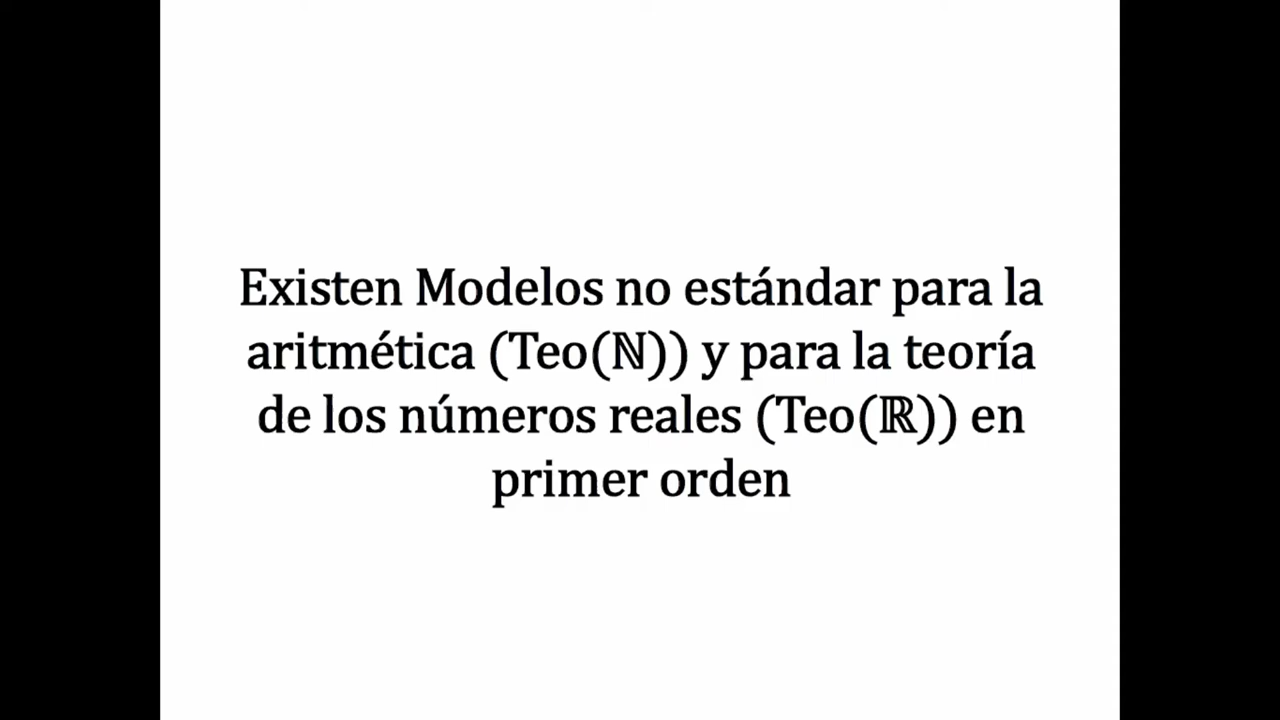 Existen Modelos no estándar para la
aritmética (Teo(ℕ)) y para la teoría
de los números reales (Teo(ℝ)) en
primer orden